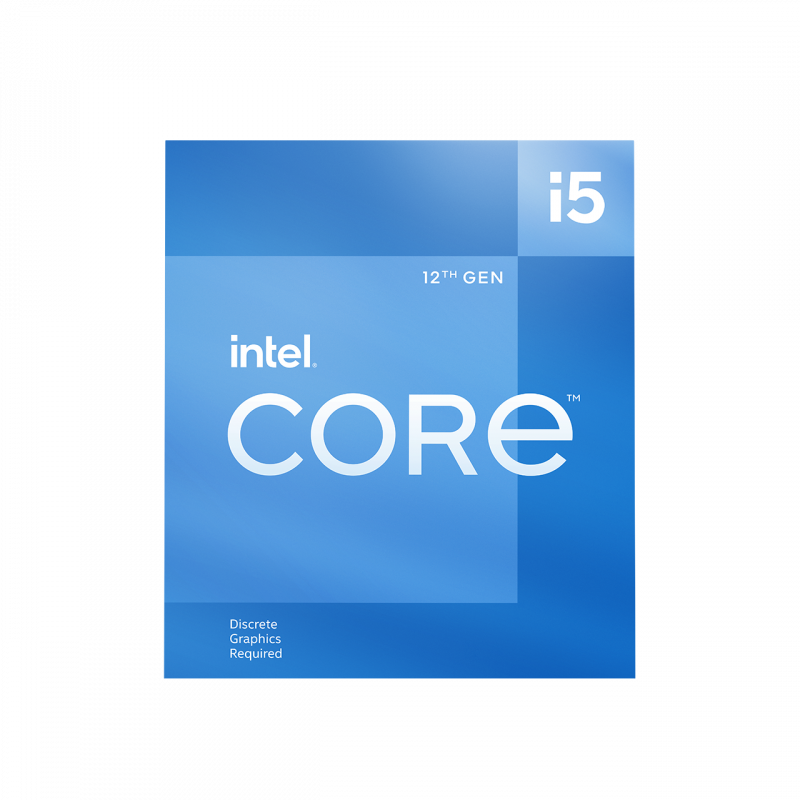 i5
12TH GEN
intel®
CORE™
Discrete
Graphics
Required